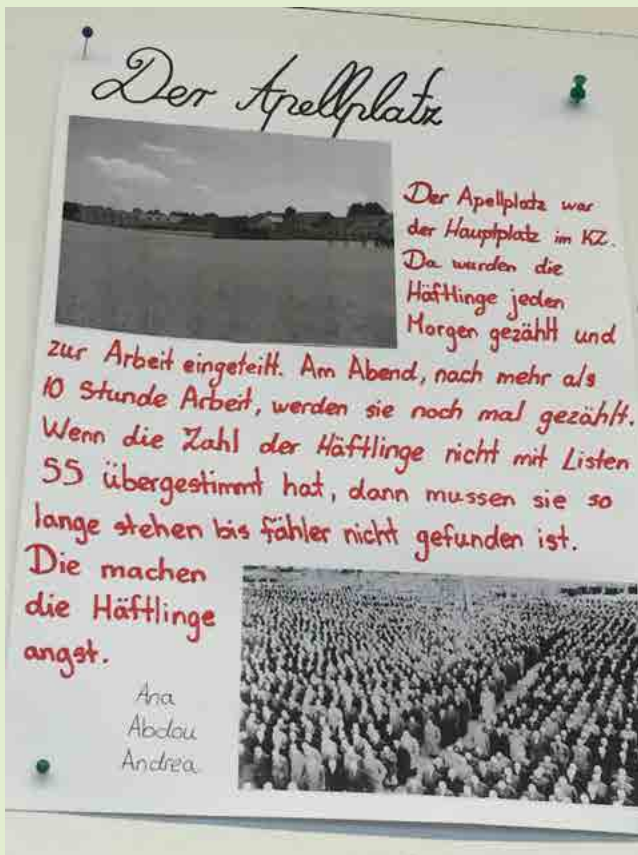 Der Apellplatz
Der Apellplatz war
der Hauptplatz im KZ.
Da wurden die
Häftlinge jeden
Morgen gezählt und
zur Arbeit eingeteilt. Am Abend, nach mehr als
10 Stunde Arbeit, werden sie noch mal gezählt.
Wenn die Zahl der Häftlinge nicht mit Listen
SS übergestimmt hat, dann mussen sie so
lange stehen bis fähler nicht gefunden ist.
Die machen
die Häftlinge
angst.
Ana
Abdou
Andrea